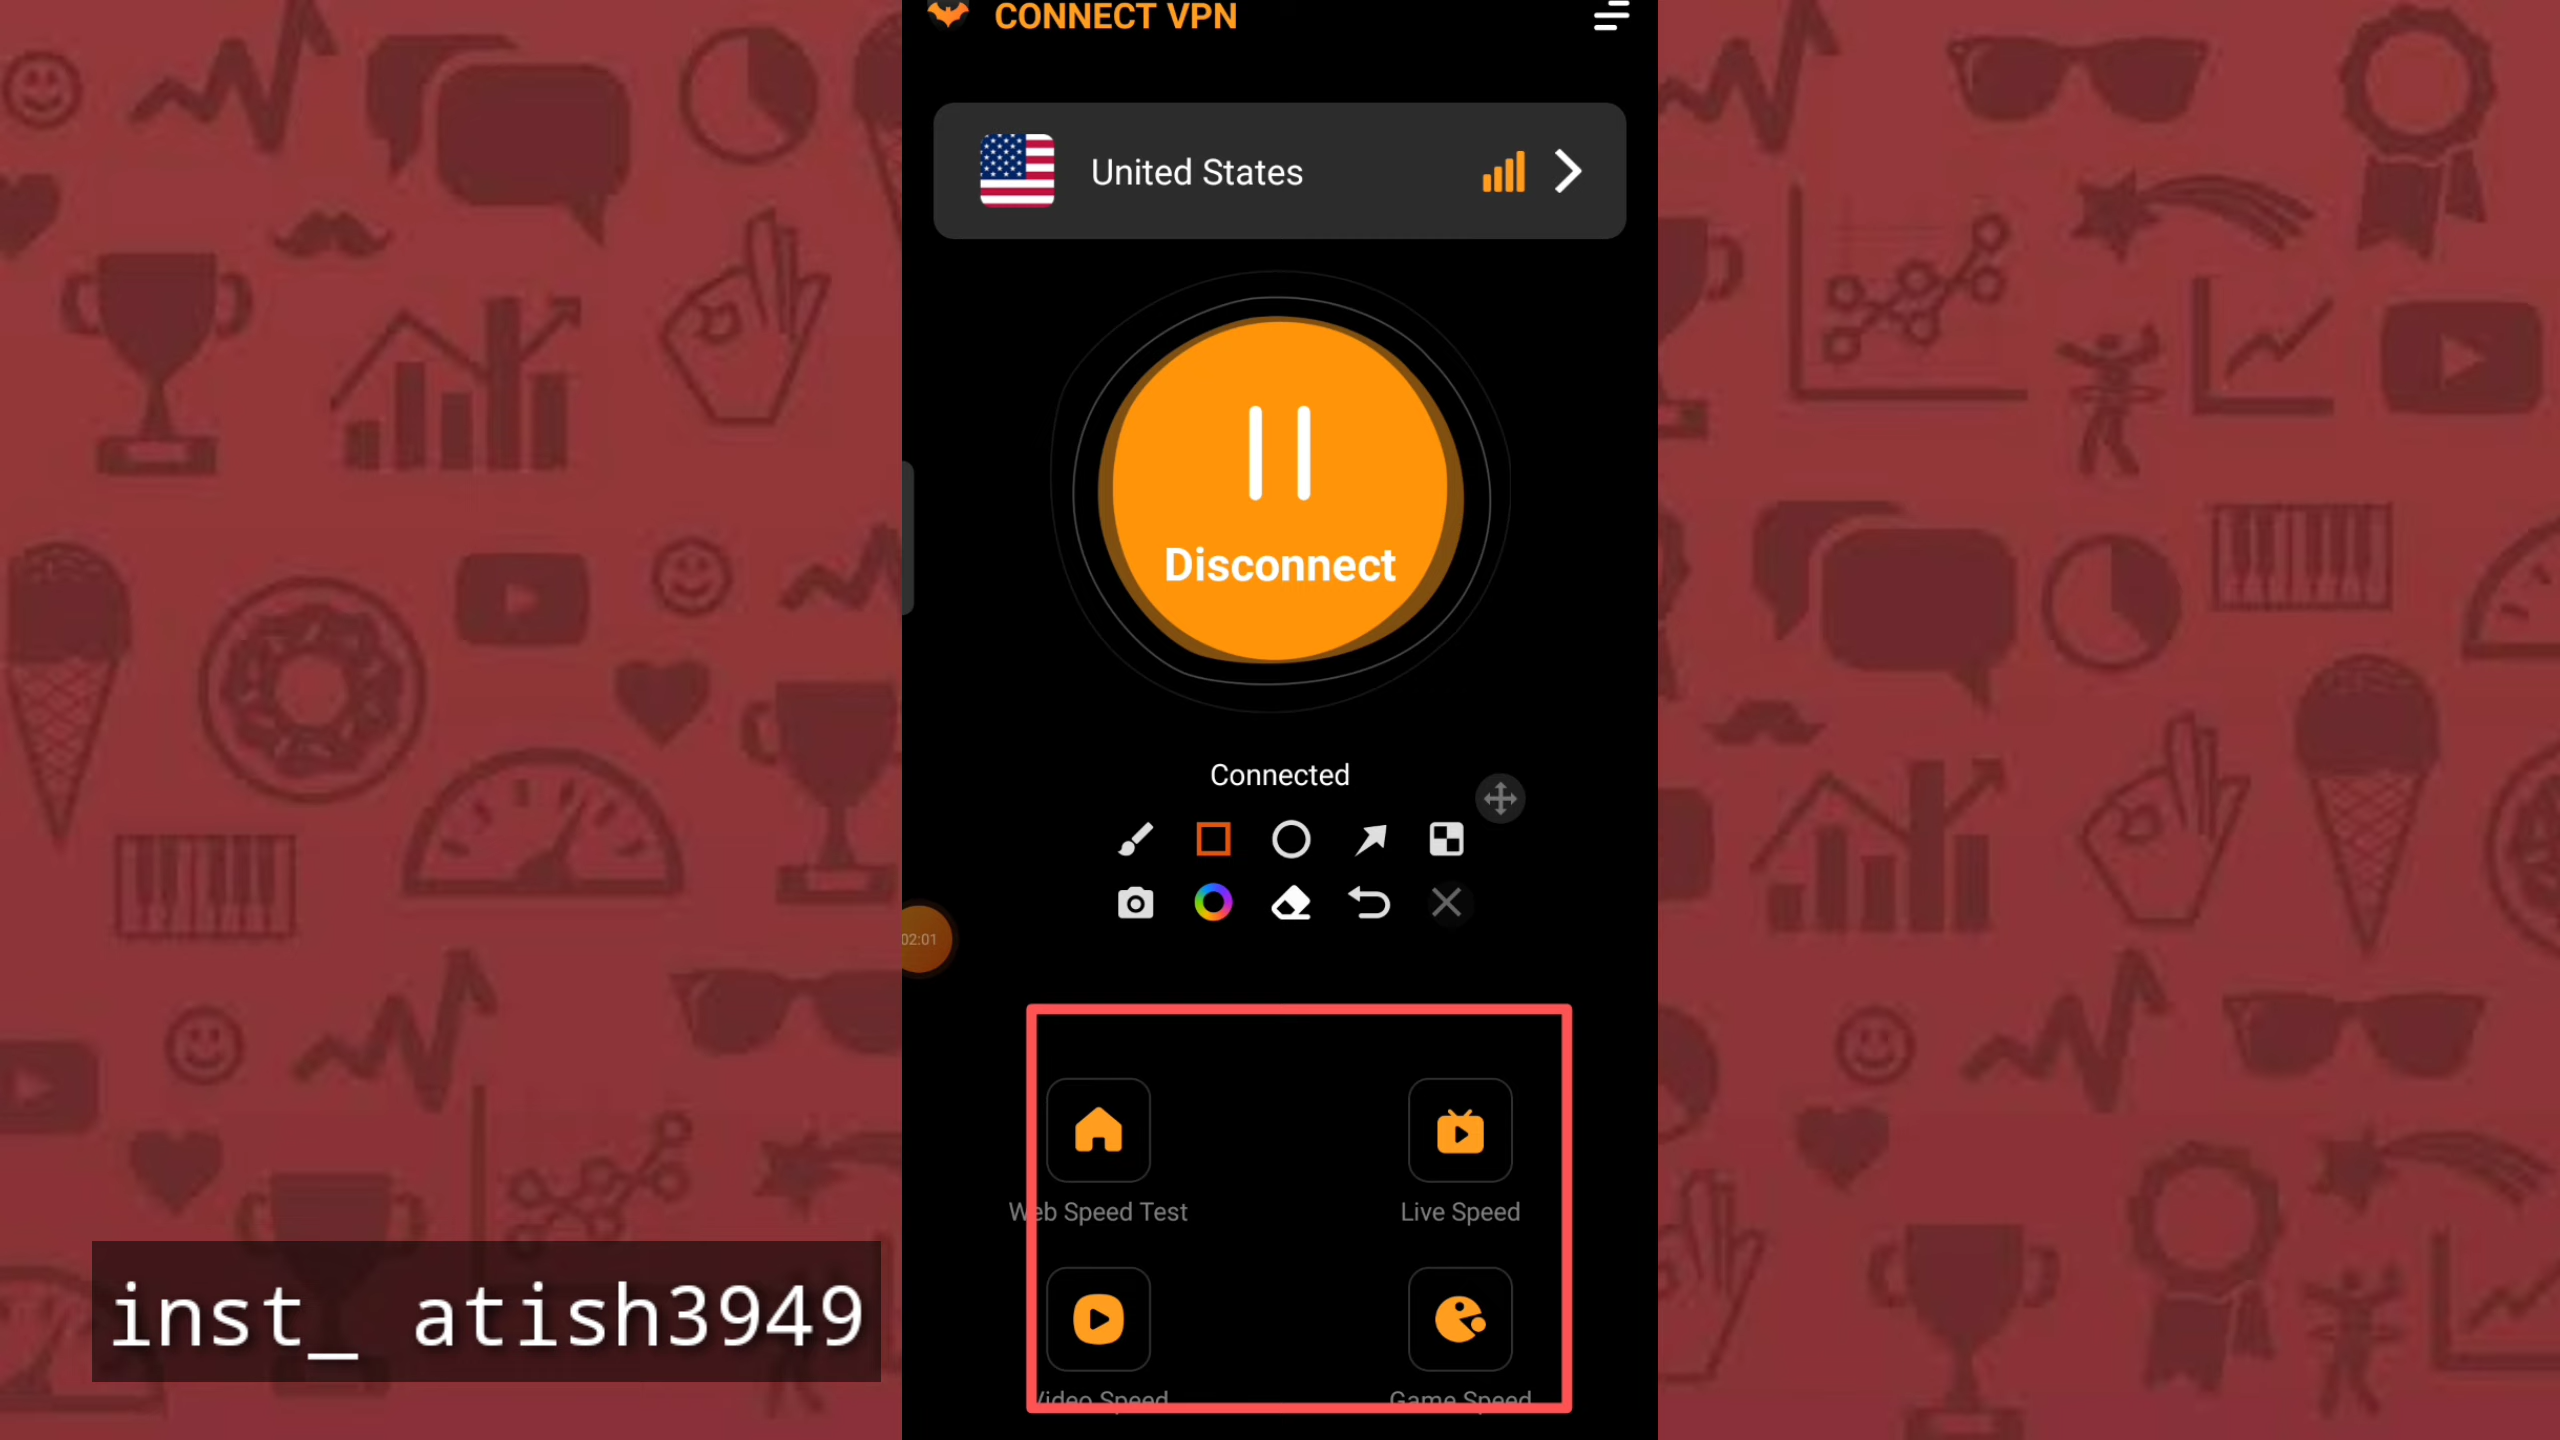 CONNECT VPN
United States
Disconnect
Connected
02:01
Web Speed Test
Live Speed
Video Speed
Game Speed
inst_ atish3949